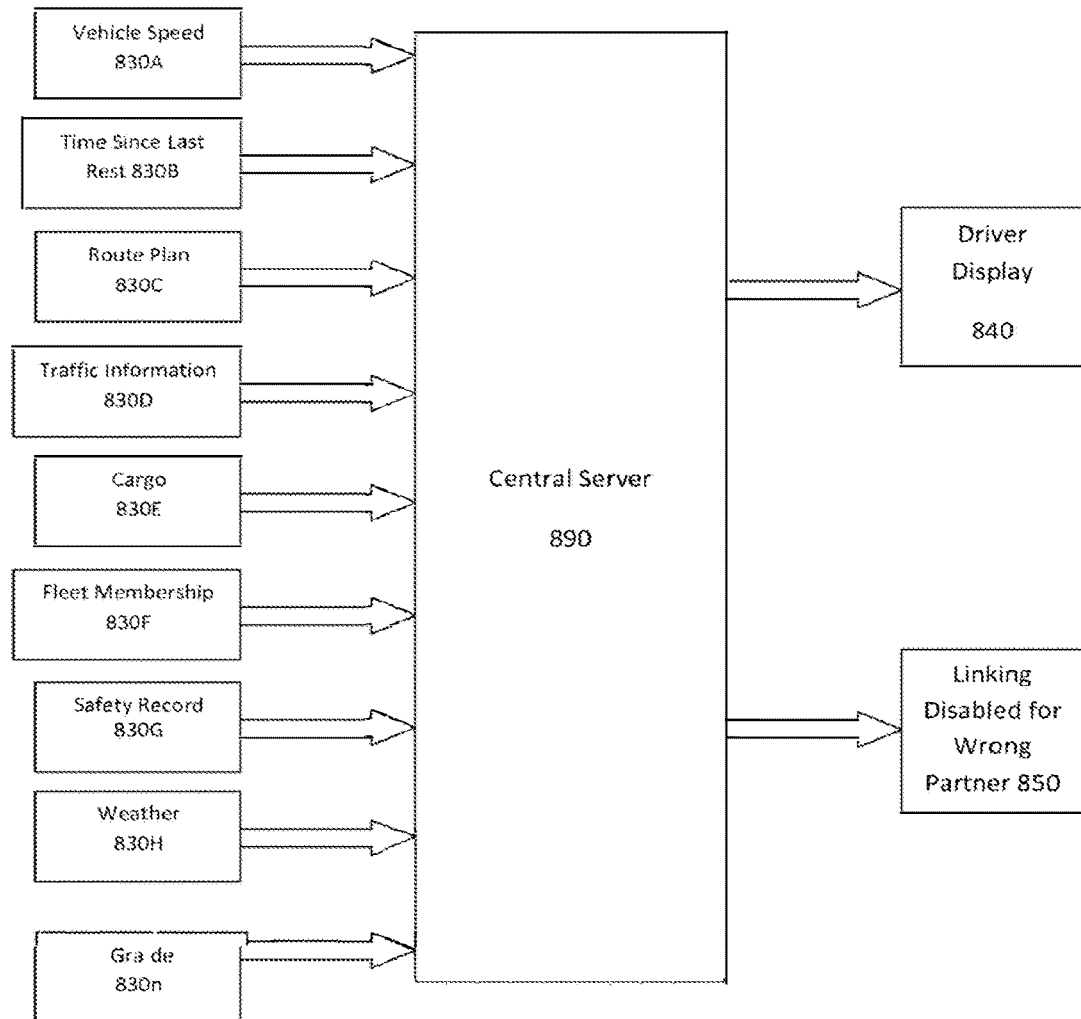 Vehicle Speed
830A
Time Since Last
Rest 830B
Route Plan
830C
Traffic Information
830D
Cargo
830E
Fleet Membership
830F
Safety Record
830G
Weather
830H
Gra de
830n
Central Server
890
Driver
Display
840
Linking
Disabled for
Wrong
Partner 850